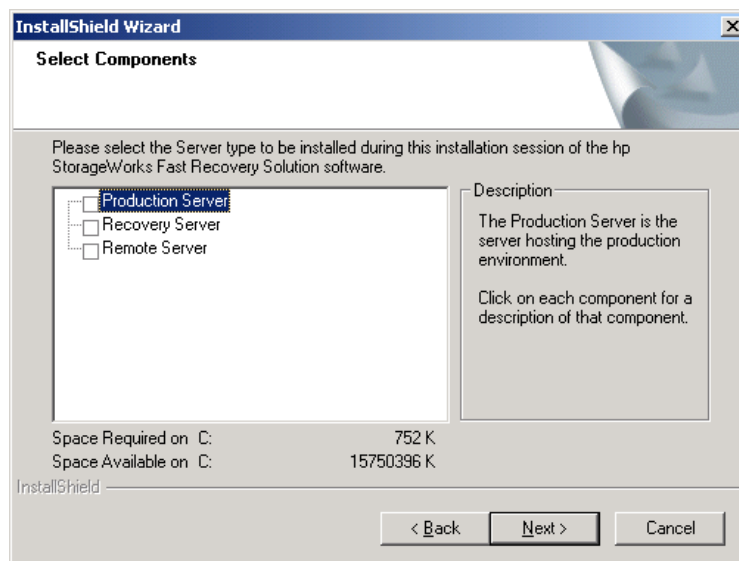 InstallShield Wizard
Select Components
Please select the Server type to be installed during this installation session of the hp
StorageWorks Fast Recovery Solution software.
Production Server
Recovery Server
Remote Server
Description
The Production Server is the
server hosting the production
environment.
Click on each component for a
description of that component.
Space Required on C: 752 K
Space Available on C: 15750396 K
InstallShield
< Back Next > Cancel